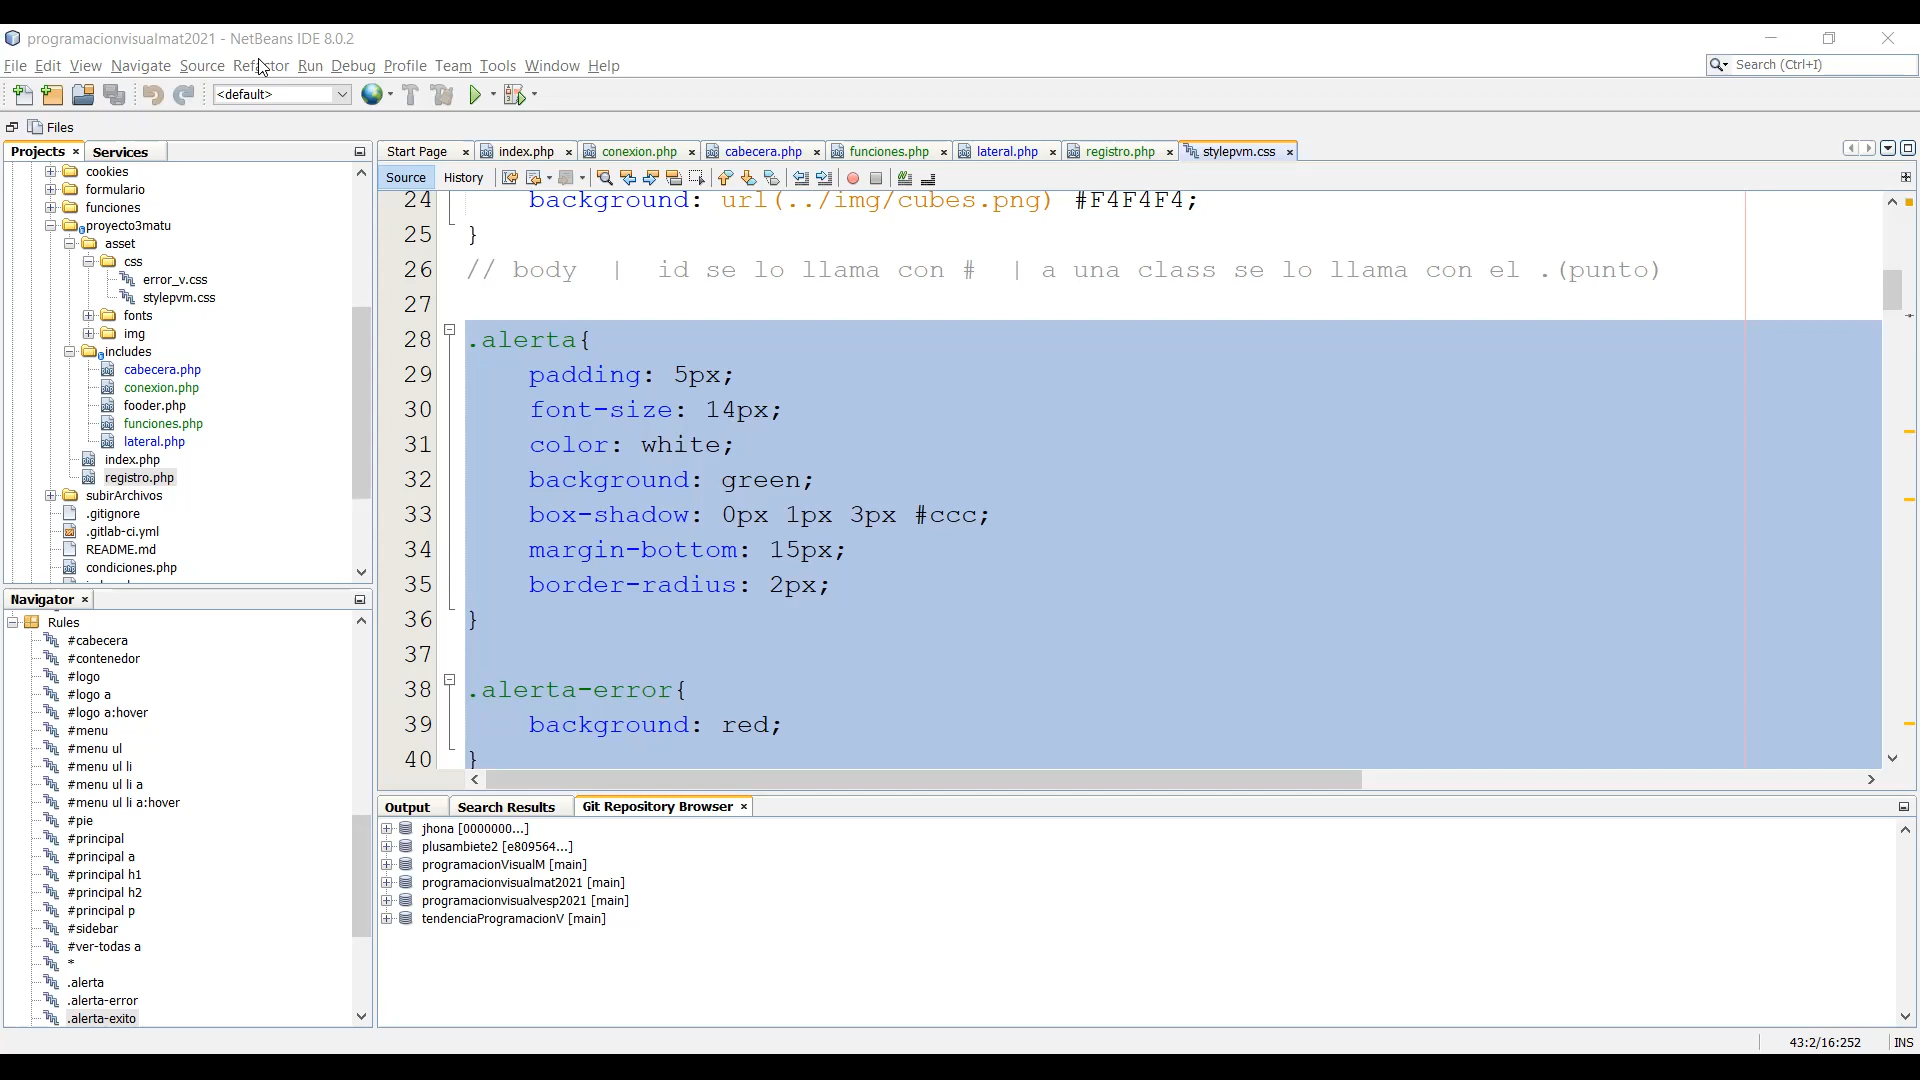 programacionvisualmat2021 - NetBeans IDE 8.0.2
File Edit View Navigate Source Refactor Run Debug Profile Team Tools Window Help
Search (Ctrl+I)
<default>
Files
Projects
Services
cookies
formulario
funciones
proyecto3matu
asset
css
error_v.css
stylepvm.css
fonts
img
includes
cabecera.php
conexion.php
fooder.php
funciones.php
lateral.php
index.php
registro.php
subirArchivos
.gitignore
.gitlab-ci.yml
README.md
condiciones.php
Navigator
Rules
#cabecera
#contenedor
#logo
#logo a
#logo a:hover
#menu
#menu ul
#menu ul li
#menu ul li a
#menu ul li a:hover
#pie
#principal
#principal a
#principal h1
#principal h2
#principal p
#sidebar
#ver-todas a
*
.alerta
.alerta-error
.alerta-exito
Start Page index.php conexion.php cabecera.php funciones.php lateral.php registro.php stylepvm.css
Source History
24 background: url(../img/cubes.png) #F4F4F4;
25 }
26 // body | id se lo llama con # | a una class se lo llama con el .(punto)
27
28 .alerta{
29 padding: 5px;
30 font-size: 14px;
31 color: white;
32 background: green;
33 box-shadow: 0px 1px 3px #ccc;
34 margin-bottom: 15px;
35 border-radius: 2px;
36 }
37
38 .alerta-error{
39 background: red;
40 }
Output Search Results Git Repository Browser
jhona [0000000...]
plusambiete2 [e809564...]
programacionVisualM [main]
programacionvisualmat2021 [main]
programacionvisualvesp2021 [main]
tendenciaProgramacionV [main]
43:2/16:252 INS